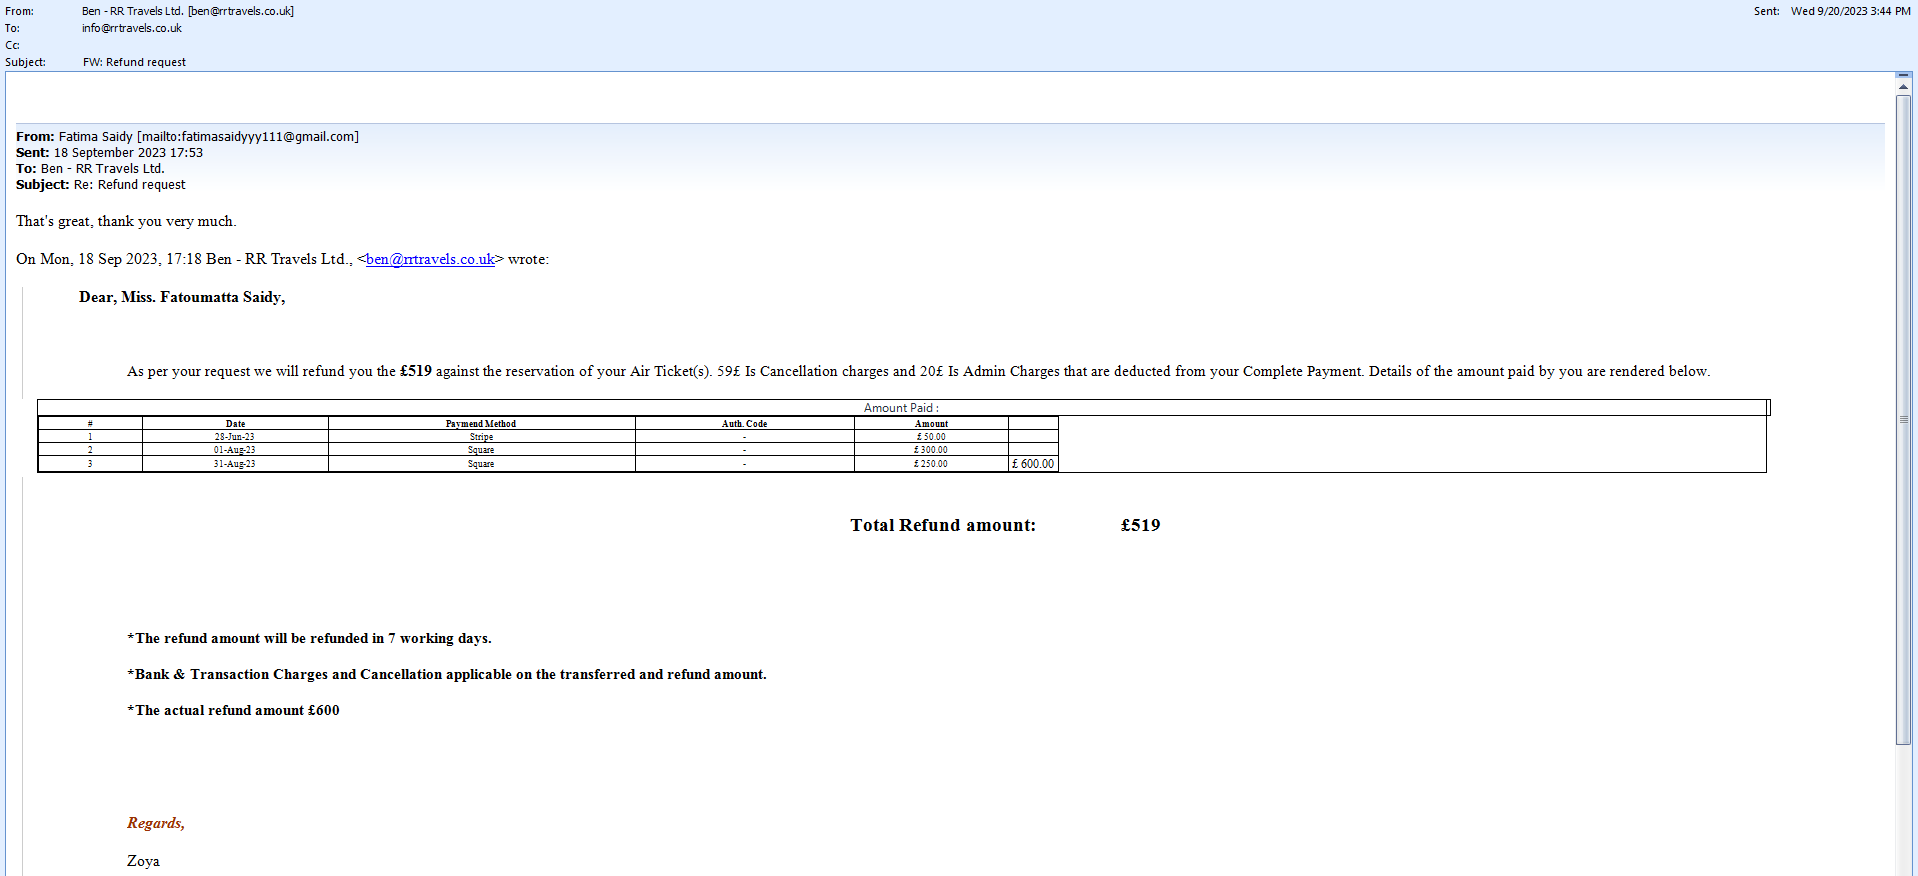 From: Ben - RR Travels Ltd. [ben@rrtravels.co.uk] Sent: Wed 9/20/2023 3:44 PM
To: info@rrtravels.co.uk
Cc:
Subject: FW: Refund request
From: Fatima Saidy [mailto:fatimasaidyyy111@gmail.com]
Sent: 18 September 2023 17:53
To: Ben - RR Travels Ltd.
Subject: Re: Refund request
That's great, thank you very much.
On Mon, 18 Sep 2023, 17:18 Ben - RR Travels Ltd., <ben@rrtravels.co.uk> wrote:
Dear, Miss. Fatoumatta Saidy,
As per your request we will refund you the £519 against the reservation of your Air Ticket(s). 59£ Is Cancellation charges and 20£ Is Admin Charges that are deducted from your Complete Payment. Details of the amount paid by you are rendered below.
Amount Paid :
# Date Paymend Method Auth. Code Amount
1 28-Jun-23 Stripe - £ 50.00
2 01-Aug-23 Square - £ 300.00
3 31-Aug-23 Square - £ 250.00 £ 600.00
Total Refund amount: £519
*The refund amount will be refunded in 7 working days.
*Bank & Transaction Charges and Cancellation applicable on the transferred and refund amount.
*The actual refund amount £600
Regards,
Zoya